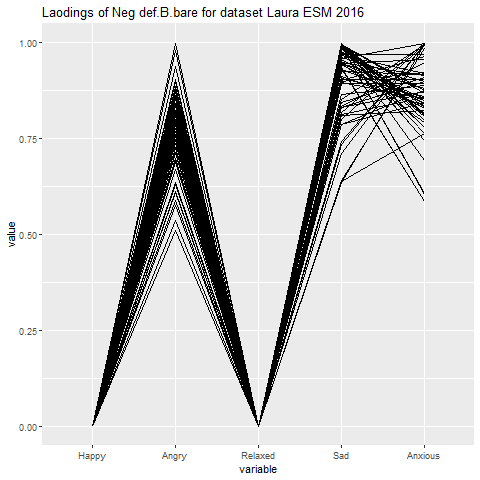 Laodings of Neg def.B.bare for dataset Laura ESM 2016
1.00
0.75
0.50
0.25
0.00
value
Happy Angry Relaxed Sad Anxious
variable